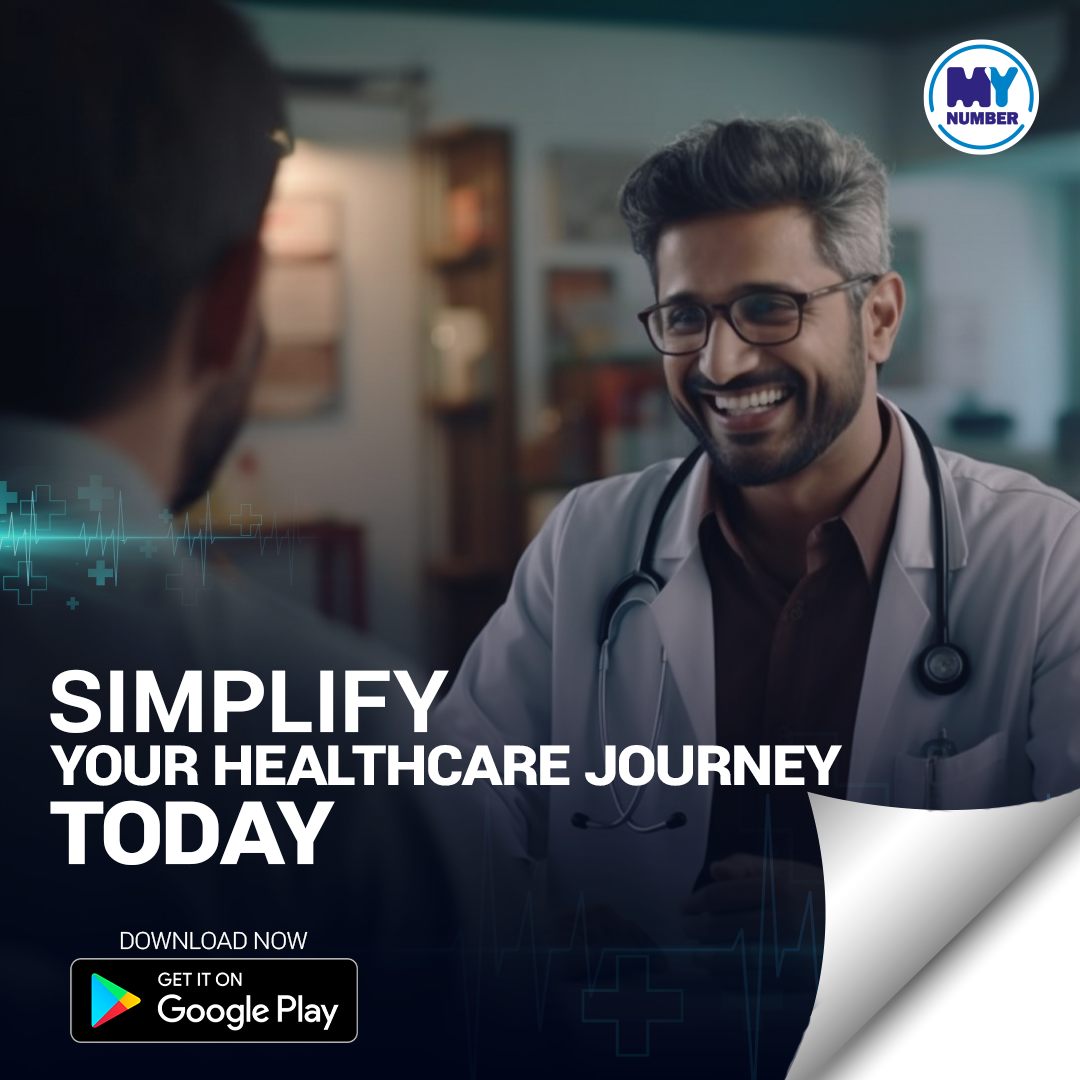 MY
NUMBER
SIMPLIFY
YOUR HEALTHCARE JOURNEY
TODAY
DOWNLOAD NOW
GET IT ON
Google Play